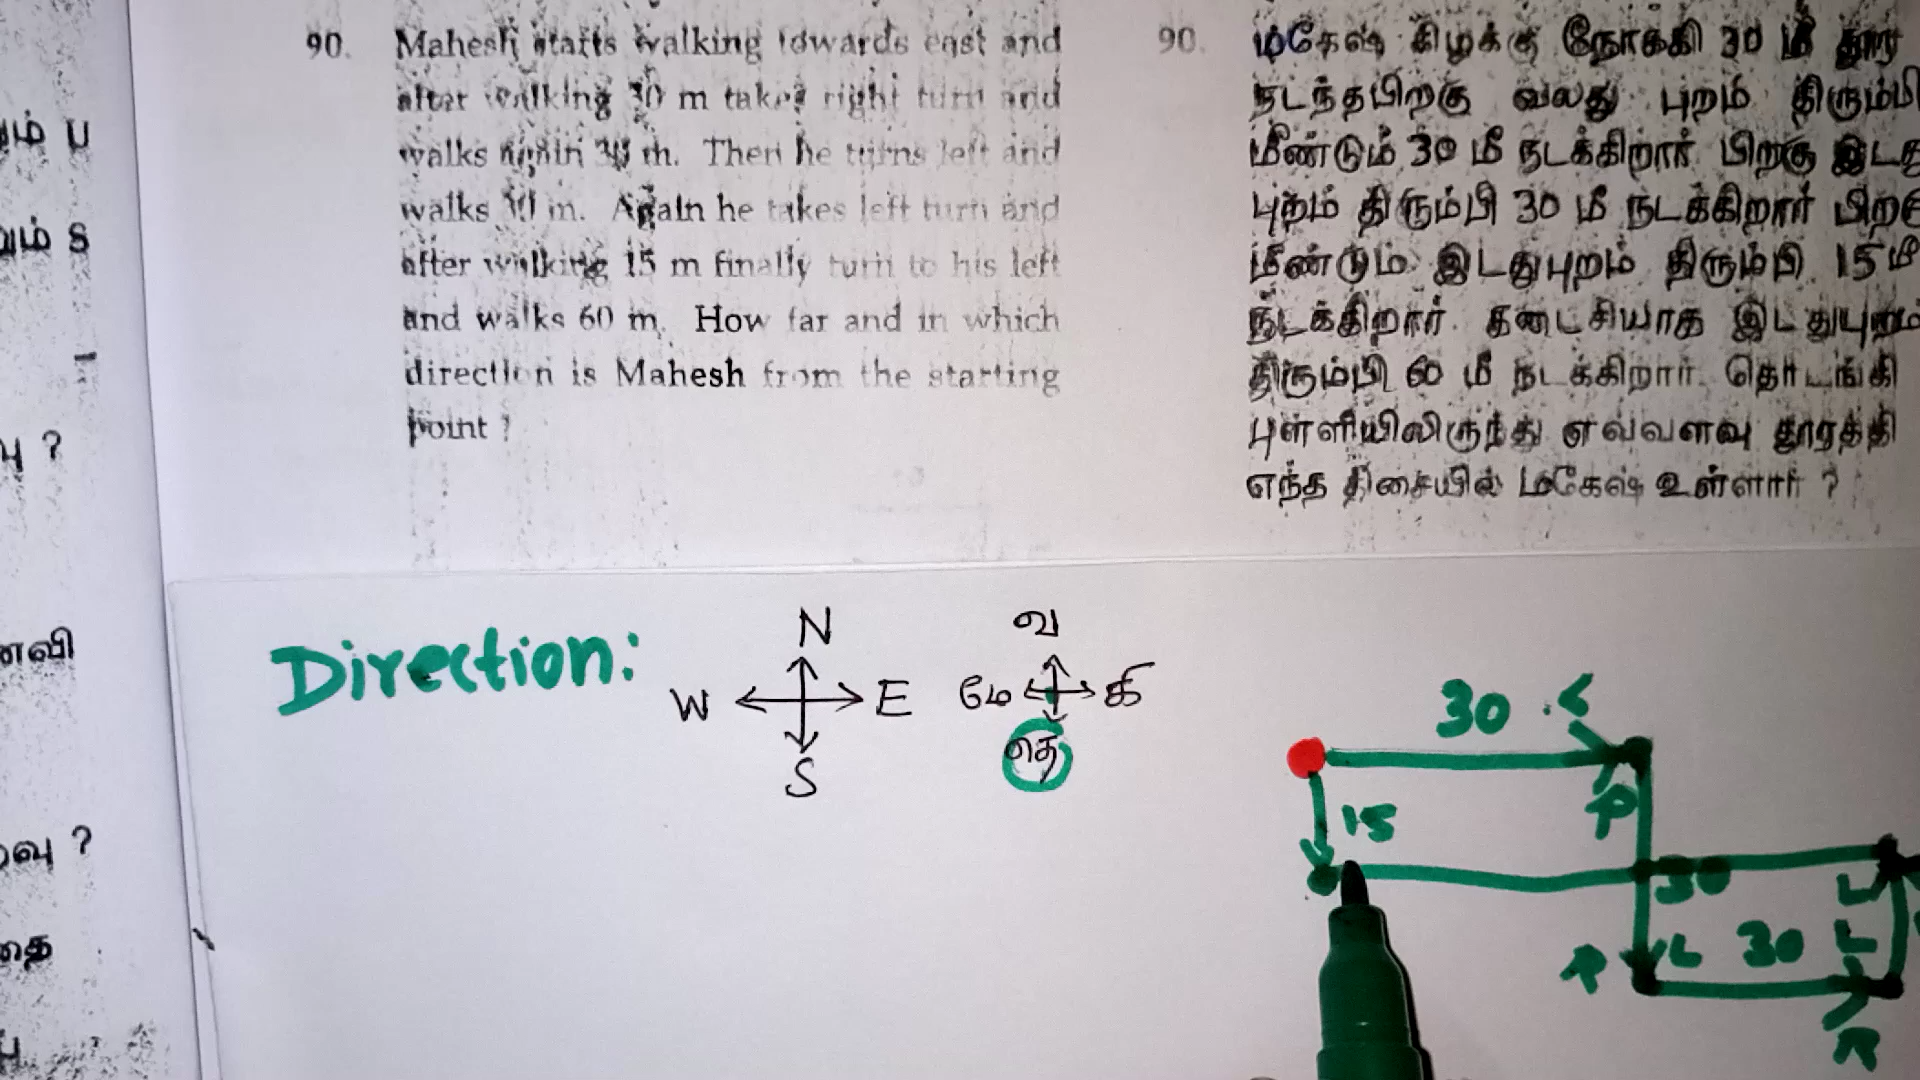 ும் U
ும் S
பு ?
னவி
வு ?
தை
90. Mahesh starts walking towards east and
after walking 30 m takes right turn and
walks again 30 m. Then he turns left and
walks 30 m. Again he takes left turn and
after walking 15 m finally turn to his left
and walks 60 m. How far and in which
direction is Mahesh from the starting
point ?
90. மகேஷ் கிழக்கு நோக்கி 30 மீ தூர
நடந்தபிறகு வலது புறம் திரும்பி
மீண்டும் 30 மீ நடக்கிறார். பிறகு இடது
புறம் திரும்பி 30 மீ நடக்கிறார் பிறகு
மீண்டும் இடதுபுறம் திரும்பி 15 மீ
நடக்கிறார். கடைசியாக இடதுபுறம்
திரும்பி 60 மீ நடக்கிறார். தொடங்கி
புள்ளியிலிருந்து எவ்வளவு தூரத்தி
எந்த திசையில் மகேஷ் உள்ளார் ?
Direction:
N
W E
S
வ
மே கி
தெ
30
15
30
L
L 30 L
R